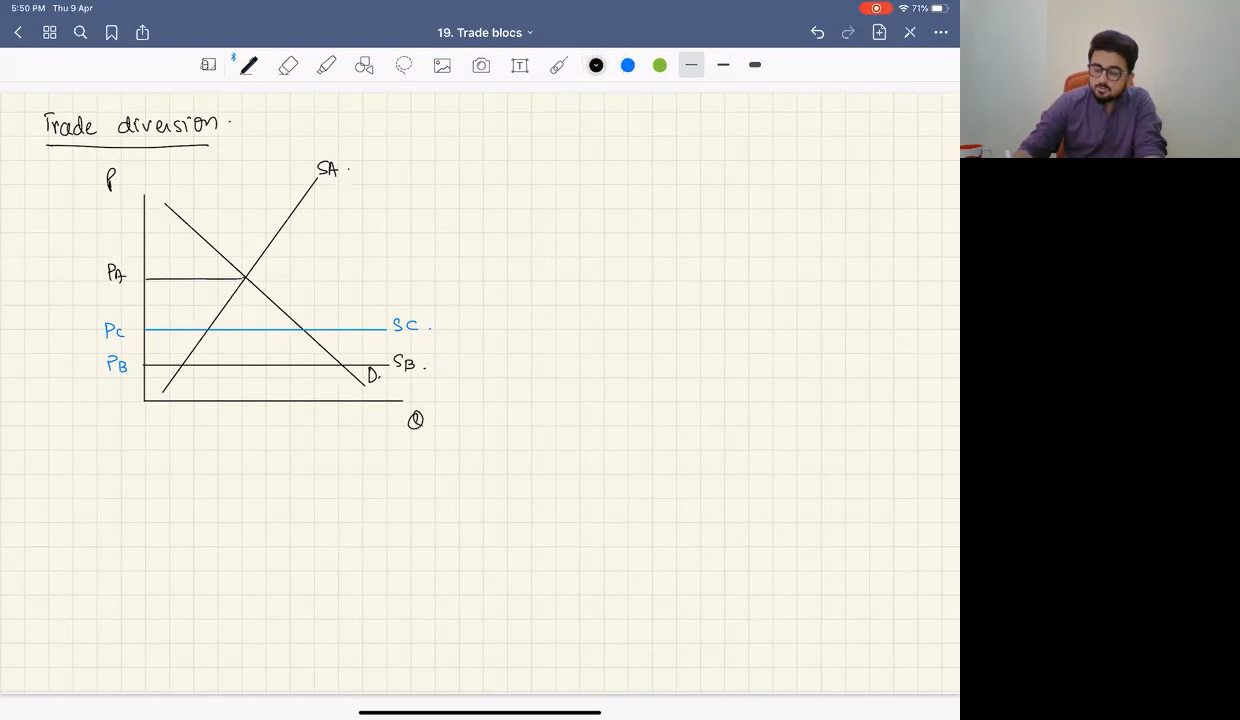 5:50 PM Thu 9 Apr
71%
19. Trade blocs
T
Trade diversion.
P
SA.
PA
PC
SC.
PB
SB.
D.
Q